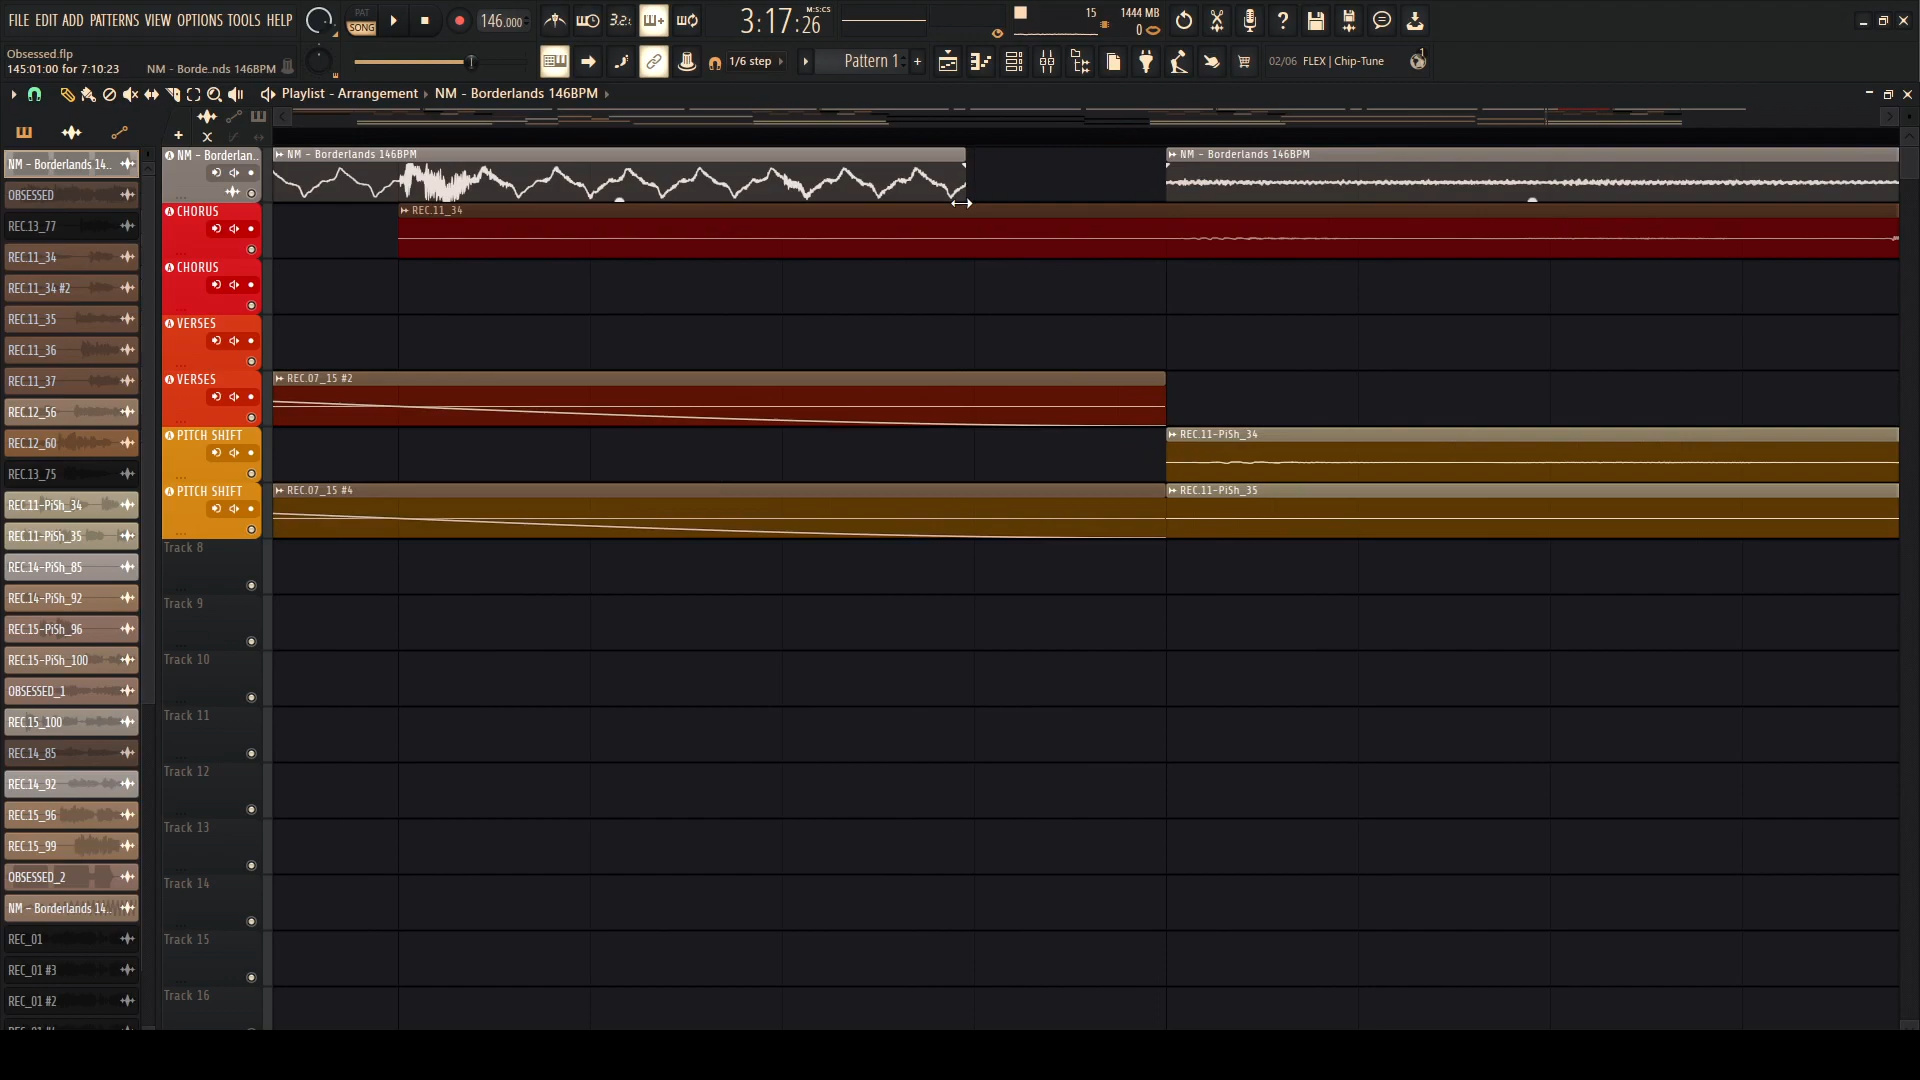 FILE EDIT ADD PATTERNS VIEW OPTIONS TOOLS HELP
PAT
SONG
146.000
3:17:26
M:S:CS
15
1444 MB
0
Obsessed.flp
145:01:00 for 7:10:23
NM - Borde..nds 146BPM
1/6 step
Pattern 1
02/06 FLEX | Chip-Tune
1
Playlist - Arrangement
NM - Borderlands 146BPM
NM - Borderlands 14..
OBSESSED
REC.13_77
REC.11_34
REC.11_34 #2
REC.11_35
REC.11_36
REC.11_37
REC.12_56
REC.12_60
REC.13_75
REC.11-PiSh_34
REC.11-PiSh_35
REC.14-PiSh_85
REC.14-PiSh_92
REC.15-PiSh_96
REC.15-PiSh_100
OBSESSED_1
REC.15_100
REC.14_85
REC.14_92
REC.15_96
REC.15_99
OBSESSED_2
NM - Borderlands 14..
REC_01
REC_01 #3
REC_01 #2
NM - Borderlan..
NM - Borderlands 146BPM
NM - Borderlands 146BPM
CHORUS
REC.11_34
CHORUS
VERSES
VERSES
REC.07_15 #2
PITCH SHIFT
REC.11-PiSh_34
PITCH SHIFT
REC.07_15 #4
REC.11-PiSh_35
Track 8
Track 9
Track 10
Track 11
Track 12
Track 13
Track 14
Track 15
Track 16